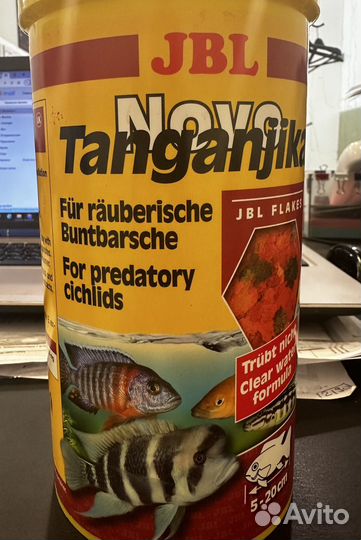 JBL
Novo
Tanganjika
Für räuberische
Buntbarsche
For predatory
cichlids
JBL FLAKES
Trübt nicht
Clear water
formula
5-20cm
Avito